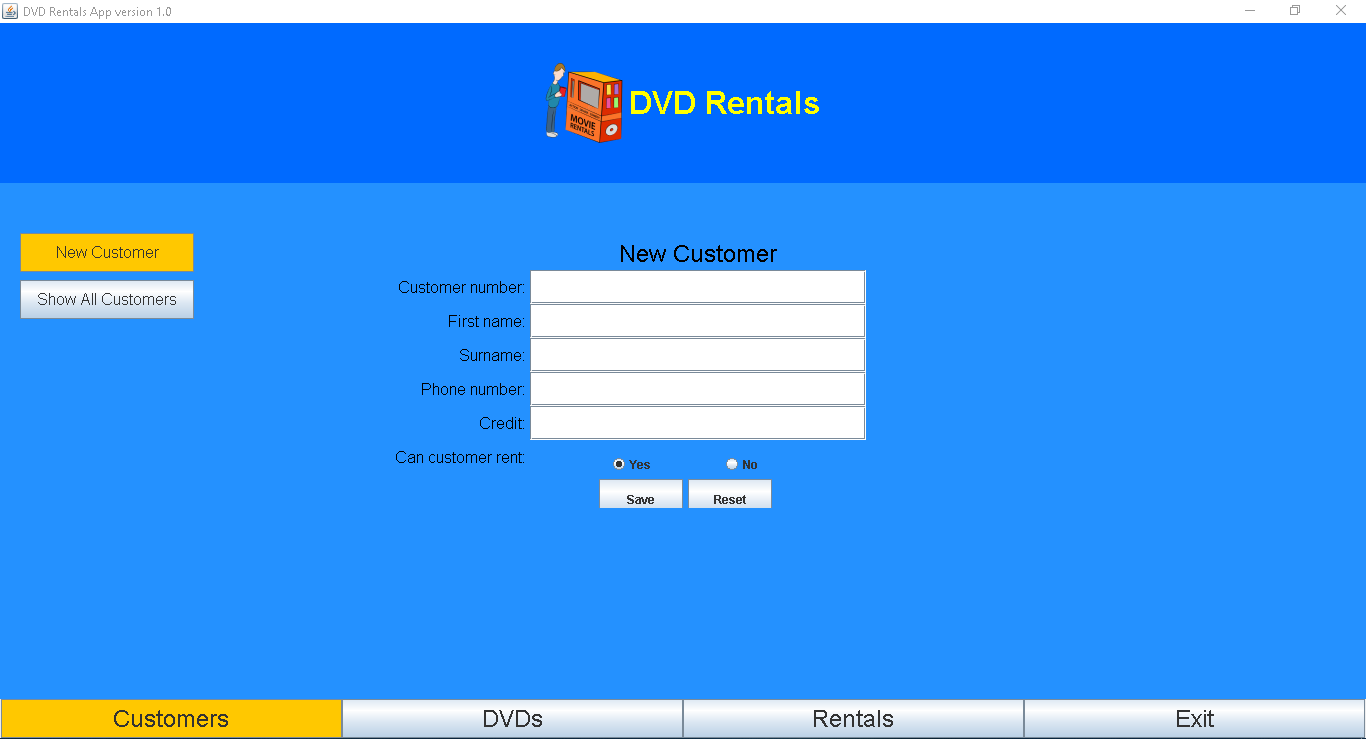 DVD Rentals App version 1.0
MOVIE
RENTALS
DVD Rentals
New Customer
Show All Customers
New Customer
Customer number:
First name:
Surname:
Phone number:
Credit:
Can customer rent:
Yes No
Save Reset
Customers DVDs Rentals Exit